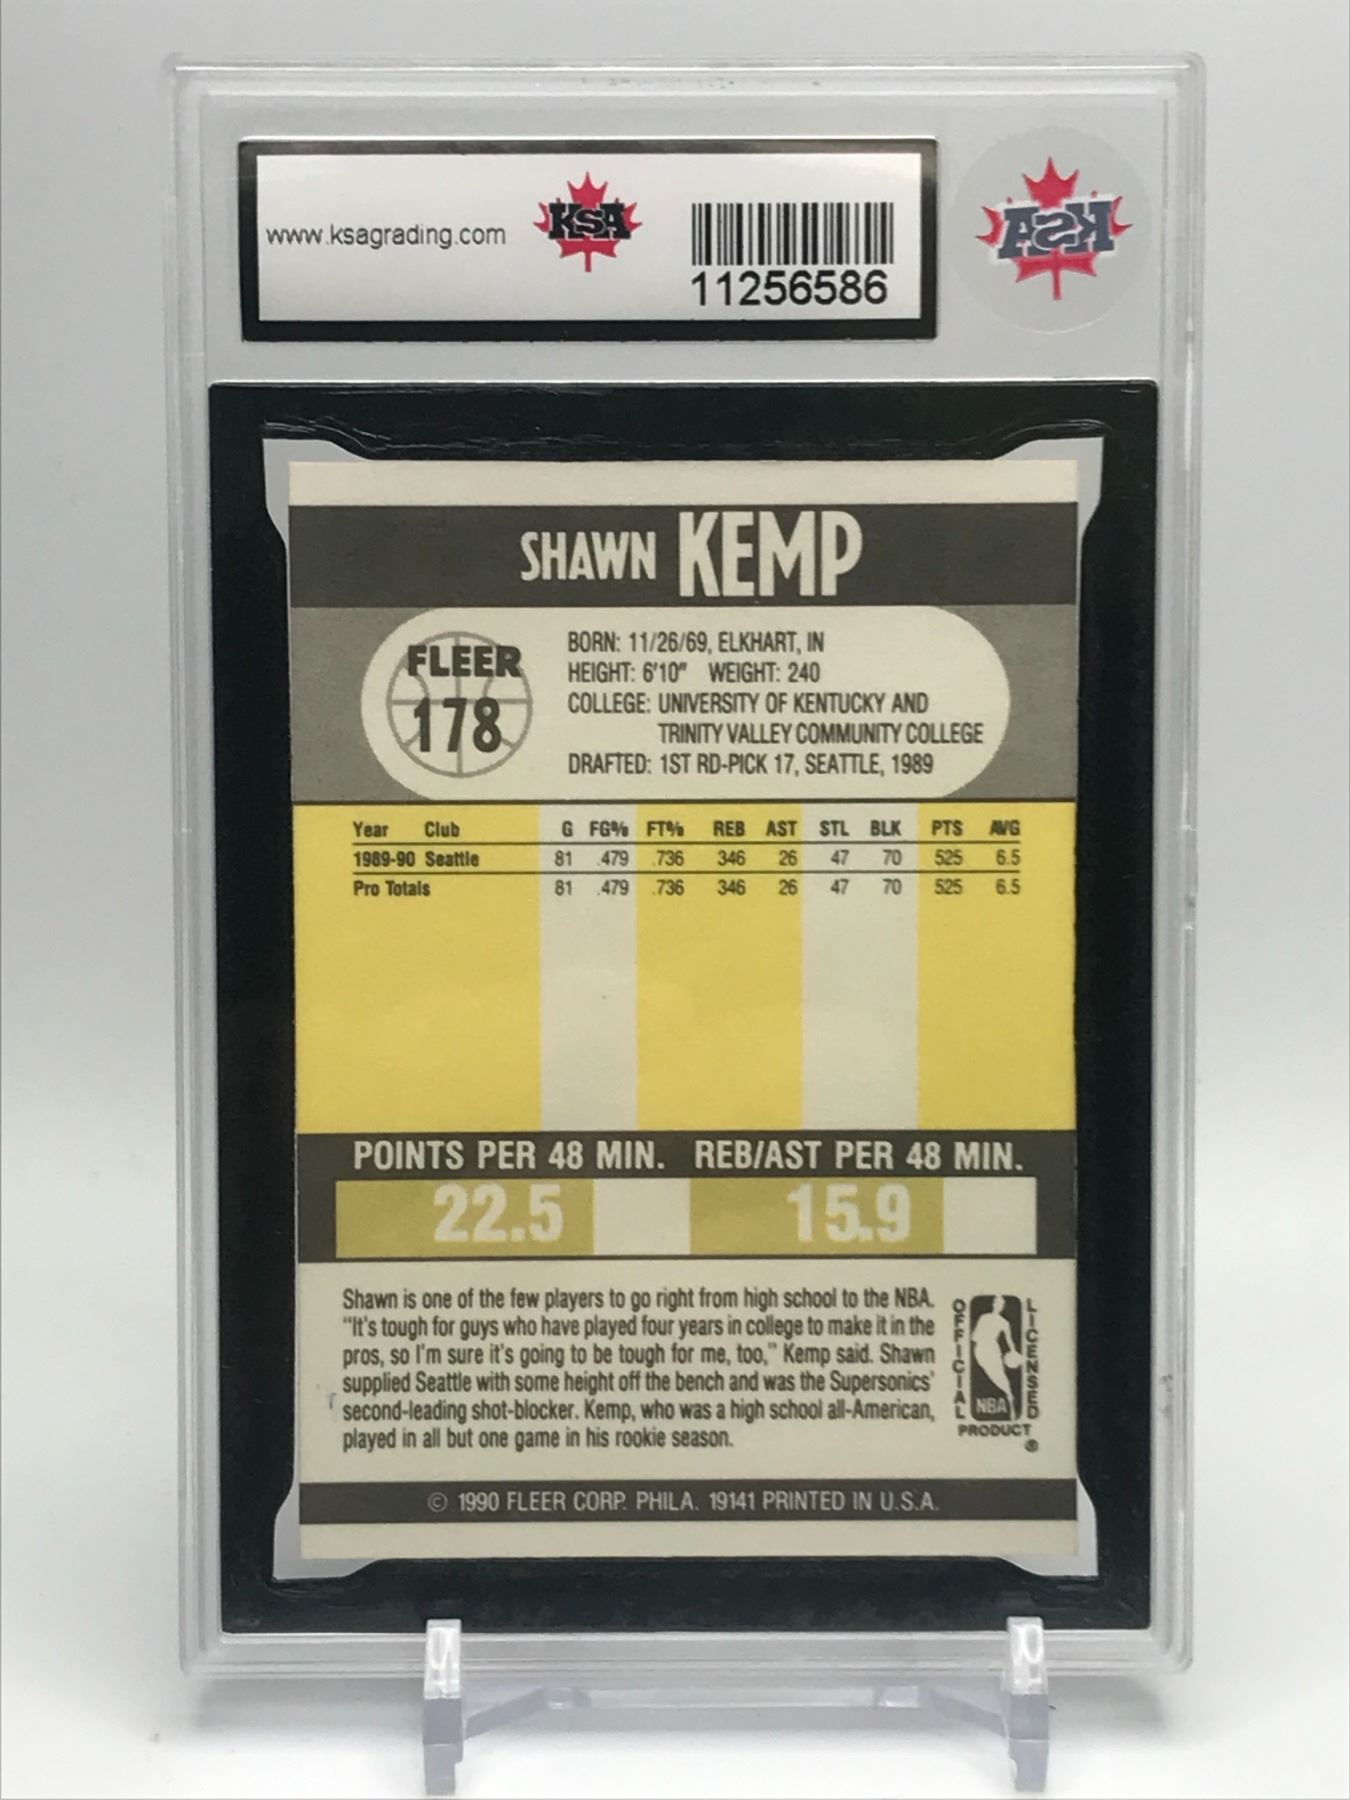 www.ksagrading.com
KSA
11256586
KSA
SHAWN KEMP
FLEER
178
BORN: 11/26/69, ELKHART, IN
HEIGHT: 6'10" WEIGHT: 240
COLLEGE: UNIVERSITY OF KENTUCKY AND
TRINITY VALLEY COMMUNITY COLLEGE
DRAFTED: 1ST RD-PICK 17, SEATTLE, 1989
Year Club G FG% FT% REB AST STL BLK PTS AVG
1989-90 Seattle 81 .479 .736 346 26 47 70 525 6.5
Pro Totals 81 .479 .736 346 26 47 70 525 6.5
POINTS PER 48 MIN. REB/AST PER 48 MIN.
22.5 15.9
Shawn is one of the few players to go right from high school to the NBA.
"It's tough for guys who have played four years in college to make it in the
pros, so I'm sure it's going to be tough for me, too," Kemp said. Shawn
supplied Seattle with some height off the bench and was the Supersonics'
second-leading shot-blocker. Kemp, who was a high school all-American,
played in all but one game in his rookie season.
OFFICIAL LICENSED
NBA
PRODUCT
®
© 1990 FLEER CORP. PHILA. 19141 PRINTED IN U.S.A.